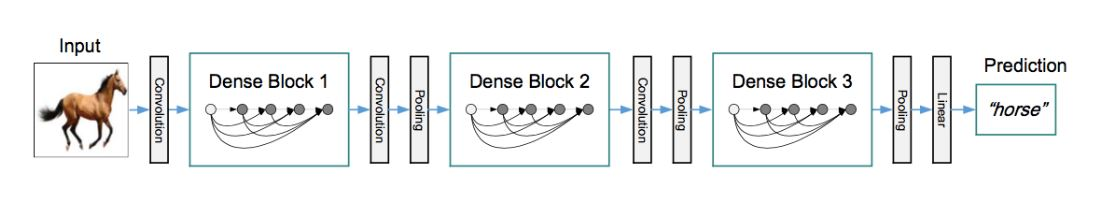 Input
Convolution
Dense Block 1
Convolution
Pooling
Dense Block 2
Convolution
Pooling
Dense Block 3
Pooling
Linear
Prediction
“horse”